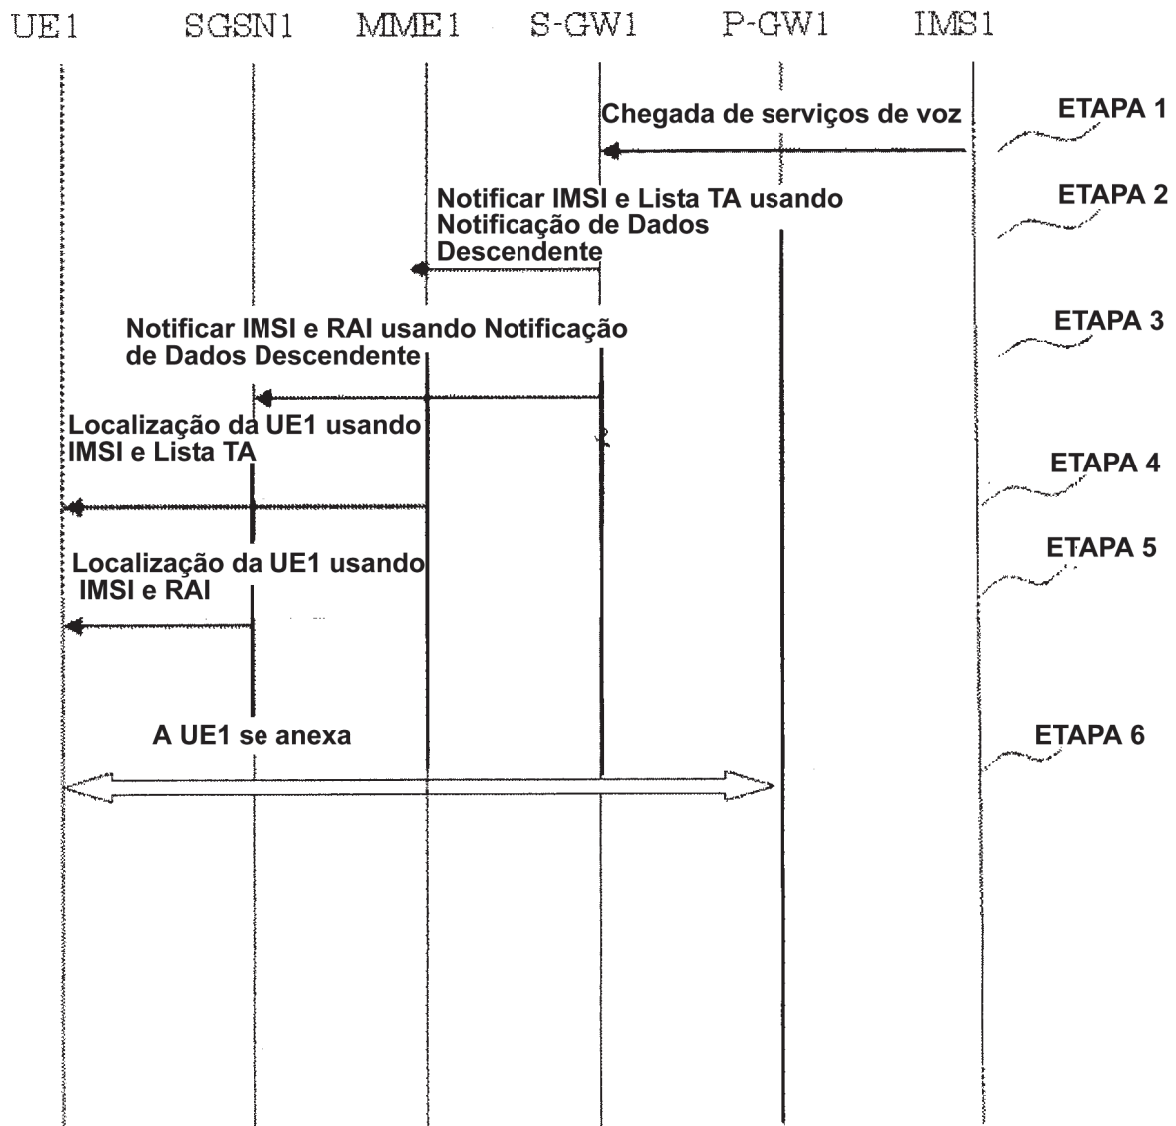 UE1 SGSN1 MME1 S-GW1 P-GW1 IMS1
Chegada de serviços de voz
ETAPA 1
Notificar IMSI e Lista TA usando
Notificação de Dados
Descendente
ETAPA 2
Notificar IMSI e RAI usando Notificação
de Dados Descendente
ETAPA 3
Localização da UE1 usando
IMSI e Lista TA
ETAPA 4
Localização da UE1 usando
IMSI e RAI
ETAPA 5
A UE1 se anexa
ETAPA 6